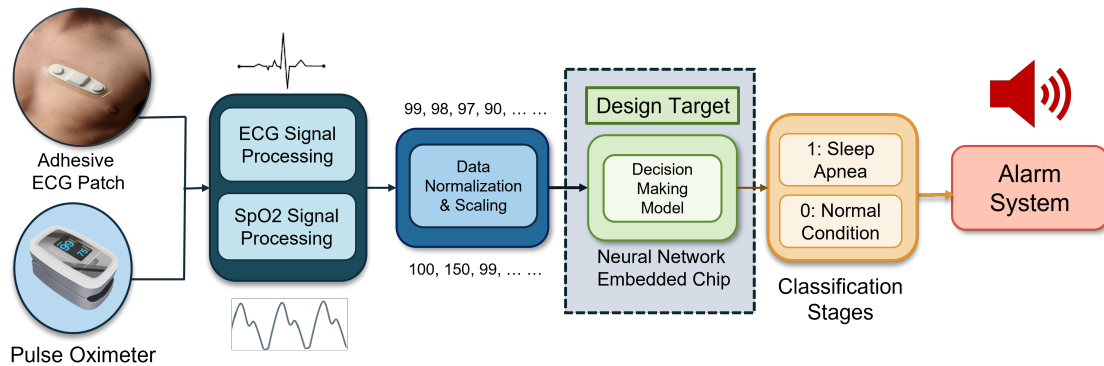 Adhesive
ECG Patch
Pulse Oximeter
ECG Signal
Processing
SpO2 Signal
Processing
99, 98, 97, 90, ... ...
Data
Normalization
& Scaling
100, 150, 99, ... ...
Design Target
Decision
Making
Model
Neural Network
Embedded Chip
1: Sleep
Apnea
0: Normal
Condition
Classification
Stages
Alarm
System